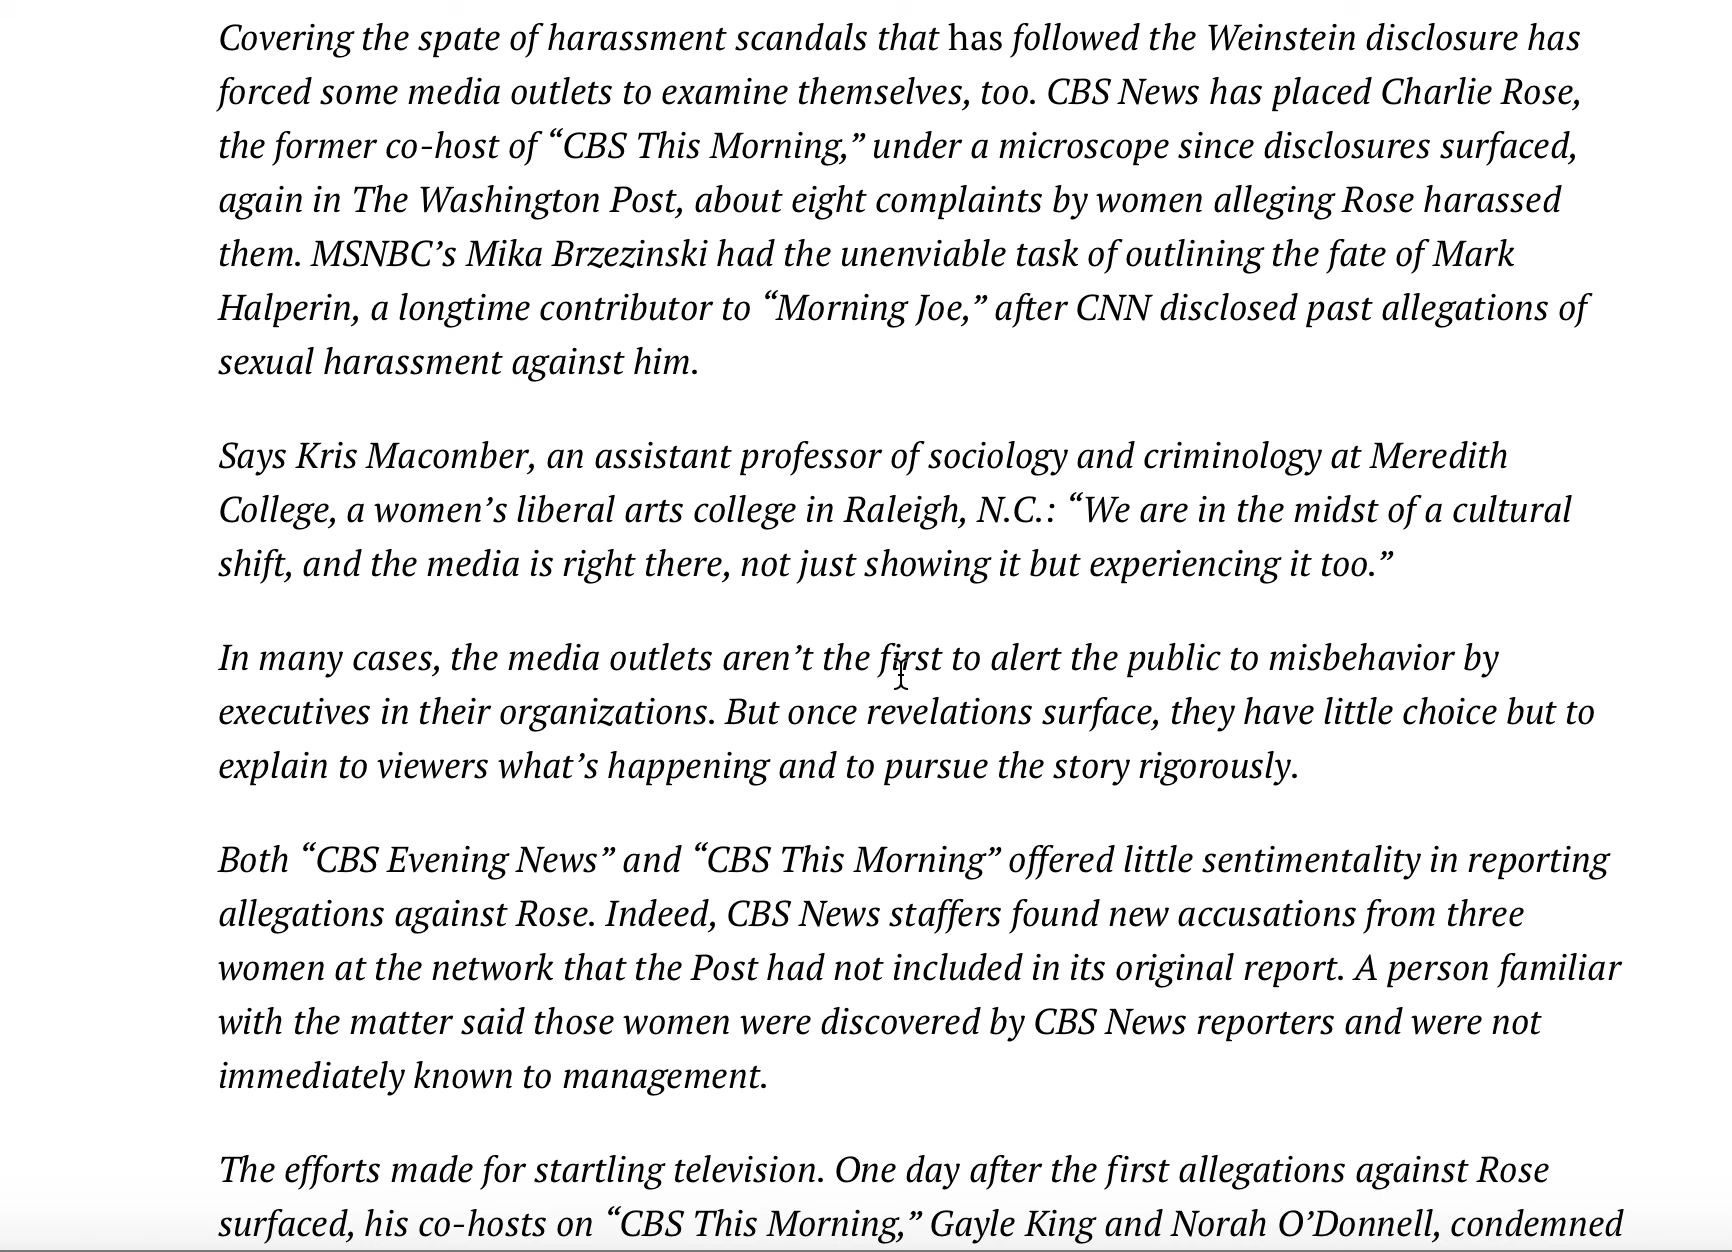 Covering the spate of harassment scandals that has followed the Weinstein disclosure has
forced some media outlets to examine themselves, too. CBS News has placed Charlie Rose,
the former co-host of “CBS This Morning,” under a microscope since disclosures surfaced,
again in The Washington Post, about eight complaints by women alleging Rose harassed
them. MSNBC’s Mika Brzezinski had the unenviable task of outlining the fate of Mark
Halperin, a longtime contributor to “Morning Joe,” after CNN disclosed past allegations of
sexual harassment against him.
Says Kris Macomber, an assistant professor of sociology and criminology at Meredith
College, a women’s liberal arts college in Raleigh, N.C.: “We are in the midst of a cultural
shift, and the media is right there, not just showing it but experiencing it too.”
In many cases, the media outlets aren’t the first to alert the public to misbehavior by
executives in their organizations. But once revelations surface, they have little choice but to
explain to viewers what’s happening and to pursue the story rigorously.
Both “CBS Evening News” and “CBS This Morning” offered little sentimentality in reporting
allegations against Rose. Indeed, CBS News staffers found new accusations from three
women at the network that the Post had not included in its original report. A person familiar
with the matter said those women were discovered by CBS News reporters and were not
immediately known to management.
The efforts made for startling television. One day after the first allegations against Rose
surfaced, his co-hosts on “CBS This Morning,” Gayle King and Norah O’Donnell, condemned